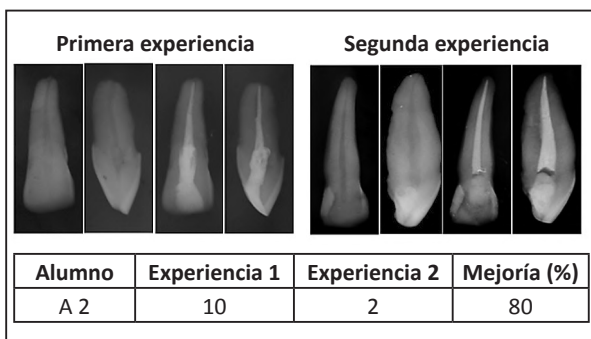 Primera experiencia
Segunda experiencia
Alumno Experiencia 1 Experiencia 2 Mejoría (%)
A 2 10 2 80